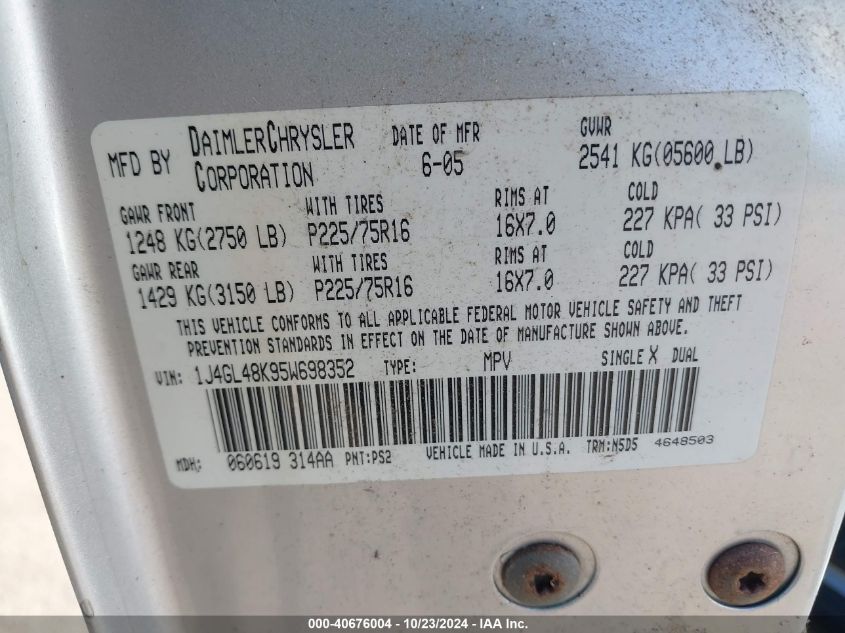 MFD BY DAIMLERCHRYSLER CORPORATION DATE OF MFR 6-05 GVWR 2541 KG(05600 LB)
GAWR FRONT WITH TIRES RIMS AT COLD
1248 KG(2750 LB) P225/75R16 16X7.0 227 KPA( 33 PSI)
GAWR REAR WITH TIRES RIMS AT COLD
1429 KG(3150 LB) P225/75R16 16X7.0 227 KPA( 33 PSI)
THIS VEHICLE CONFORMS TO ALL APPLICABLE FEDERAL MOTOR VEHICLE SAFETY AND THEFT
PREVENTION STANDARDS IN EFFECT ON THE DATE OF MANUFACTURE SHOWN ABOVE.
VIN: 1J4GL48K95W698352 TYPE: MPV SINGLE X DUAL
MDH: 060619 314AA PNT:PS2 VEHICLE MADE IN U.S.A. TRM:N5D5 4648503
000-40676004 / 10/23/2024 - IAA Inc.